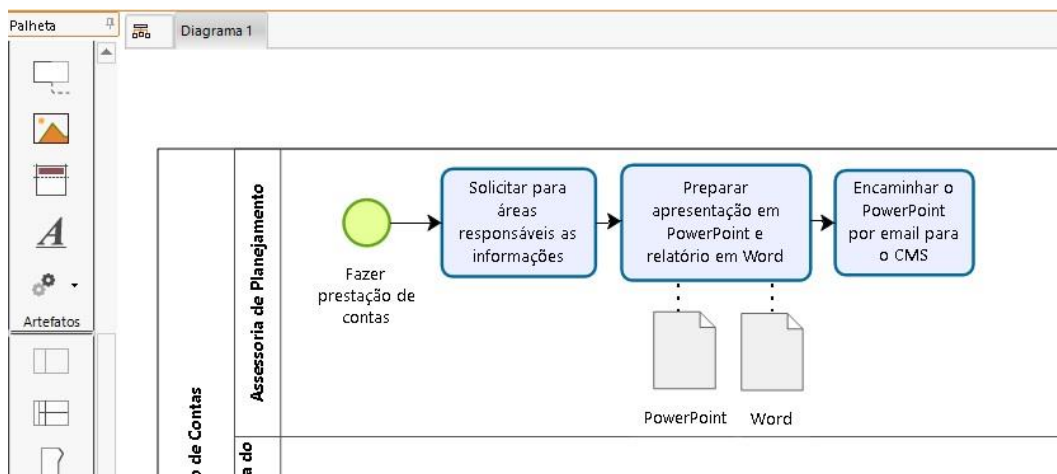 Palheta
Diagrama 1
Artefatos
de Contas
Assessoria de Planejamento
a do
Fazer
prestação de
contas
Solicitar para
áreas
responsáveis as
informações
Preparar
apresentação em
PowerPoint e
relatório em Word
Encaminhar o
PowerPoint
por email para
o CMS
PowerPoint
Word